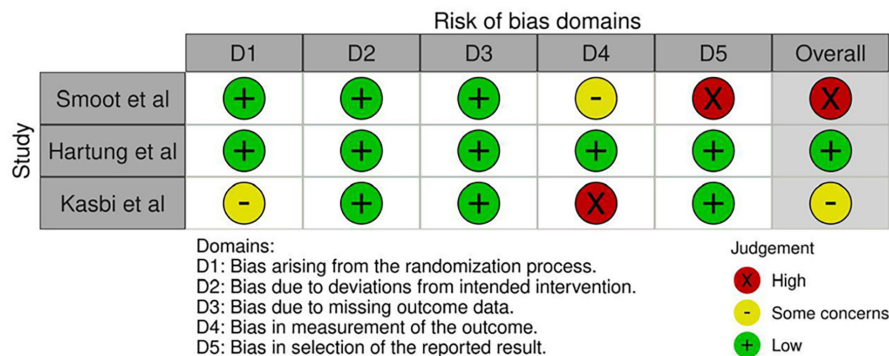 Risk of bias domains
D1 D2 D3 D4 D5 Overall
Study
Smoot et al + + + - X X
Hartung et al + + + + + +
Kasbi et al - + + X + -
Domains:
D1: Bias arising from the randomization process.
D2: Bias due to deviations from intended intervention.
D3: Bias due to missing outcome data.
D4: Bias in measurement of the outcome.
D5: Bias in selection of the reported result.
Judgement
X High
- Some concerns
+ Low